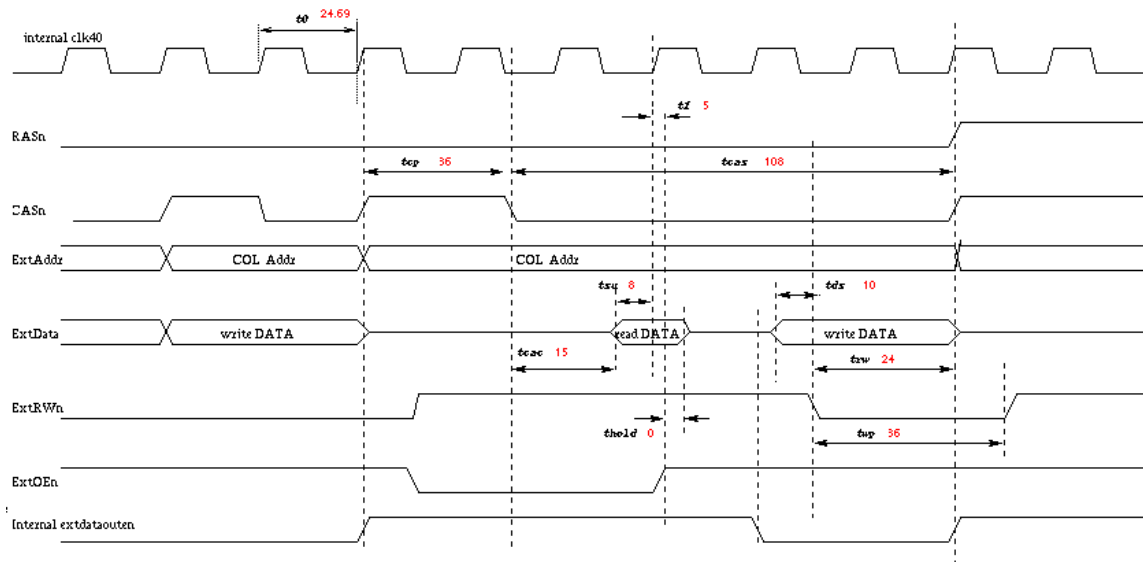 t0 24.69
internal clk40
t1 5
RASn
tcp 36
tcas 108
CASn
ExtAddr
COL Addr
COL Addr
tsu 8
tds 10
ExtData
write DATA
read DATA
write DATA
tcac 15
trw 24
ExtRWn
thold 0
twp 36
ExtOEn
Internal extdataouten